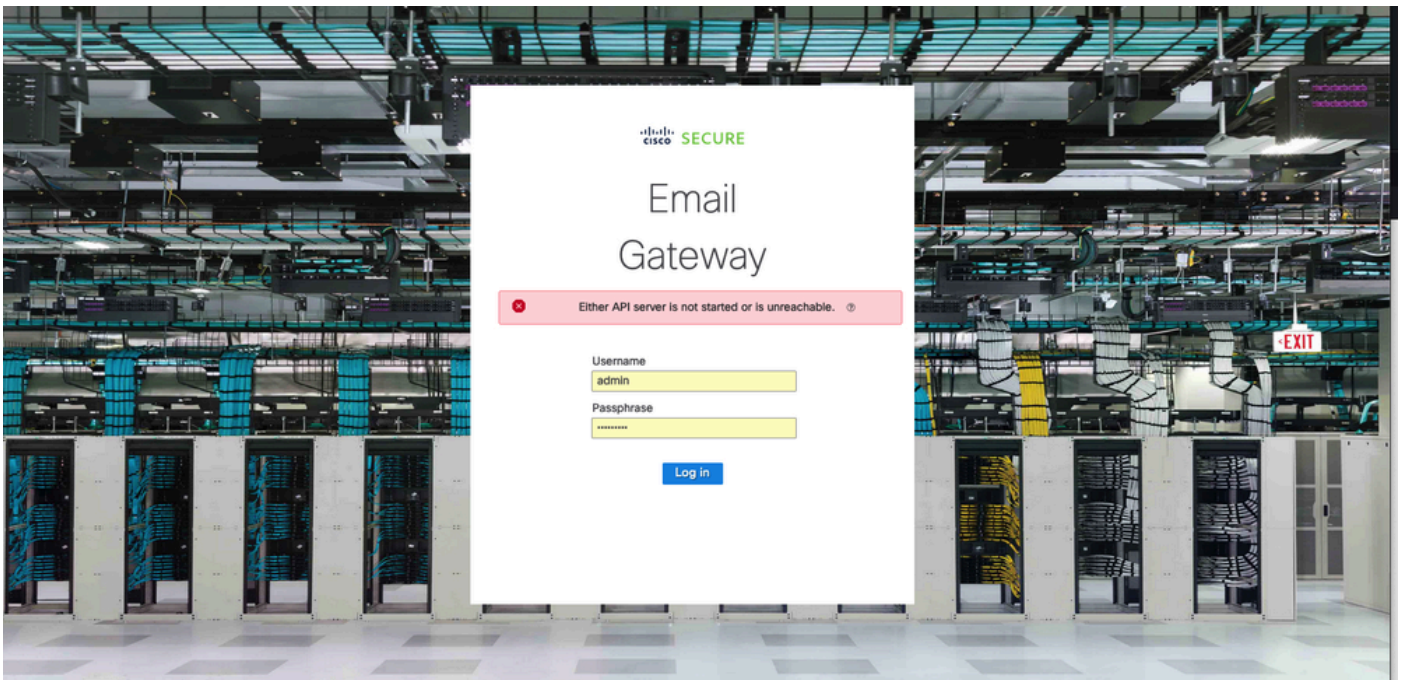 CISCO SECURE
Email
Gateway
Either API server is not started or is unreachable.
EXIT
Username
admin
Passphrase
Log in